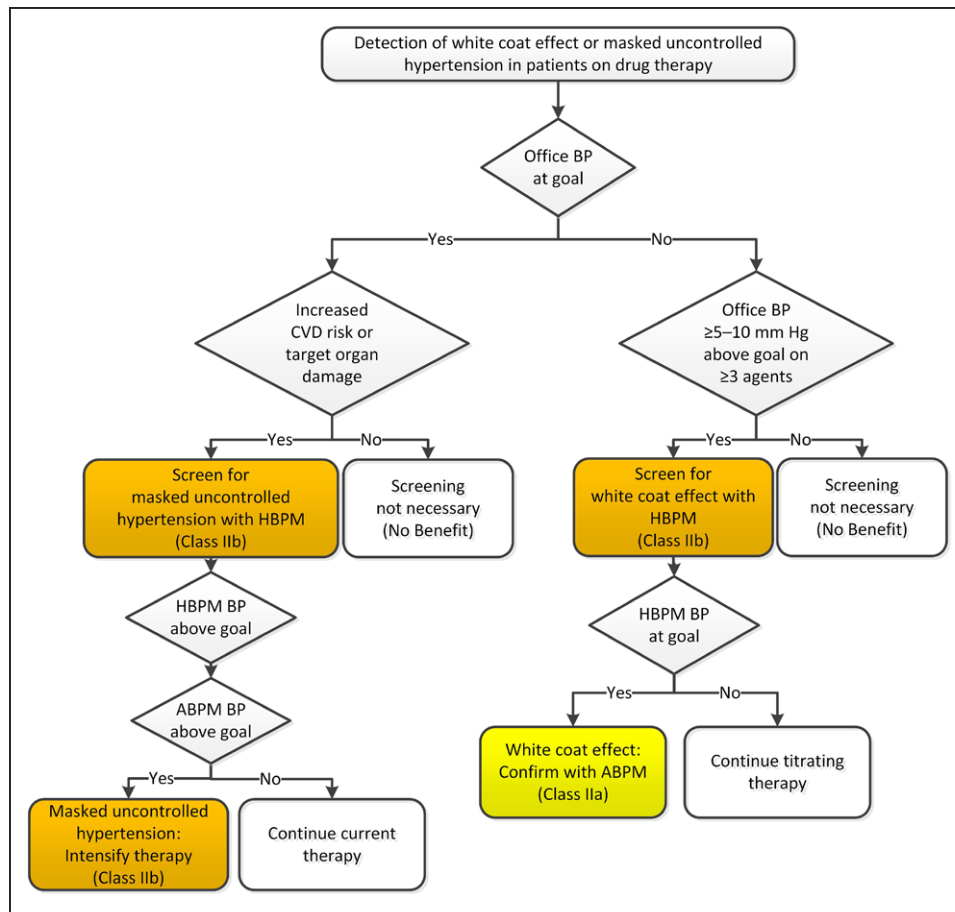 Detection of white coat effect or masked uncontrolled
hypertension in patients on drug therapy
Office BP
at goal
Yes
No
Increased
CVD risk or
target organ
damage
Office BP
≥5–10 mm Hg
above goal on
≥3 agents
Yes
No
Yes
No
Screen for
masked uncontrolled
hypertension with HBPM
(Class IIb)
Screening
not necessary
(No Benefit)
Screen for
white coat effect with
HBPM
(Class IIb)
Screening
not necessary
(No Benefit)
HBPM BP
above goal
HBPM BP
at goal
ABPM BP
above goal
Yes
No
Yes
No
White coat effect:
Confirm with ABPM
(Class IIa)
Continue titrating
therapy
Masked uncontrolled
hypertension:
Intensify therapy
(Class IIb)
Continue current
therapy